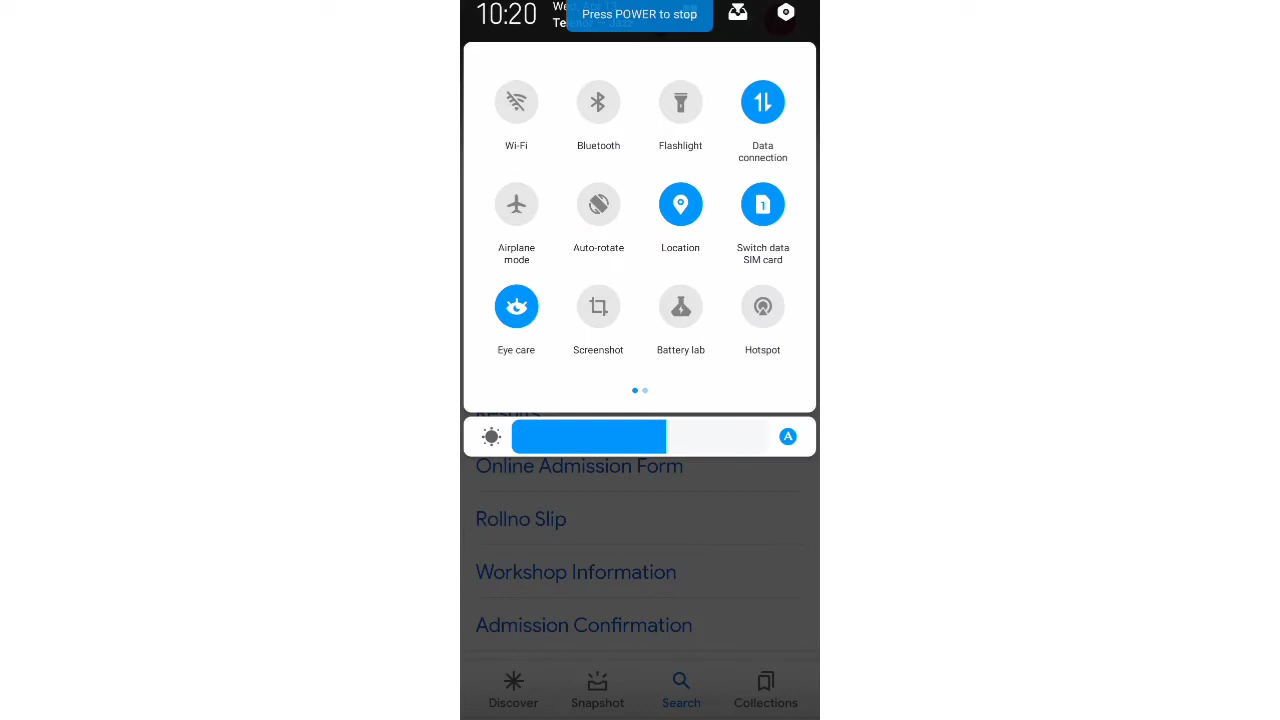 10:20
Press POWER to stop
Wi-Fi
Bluetooth
Flashlight
Data
connection
Airplane
mode
Auto-rotate
Location
1
Switch data
SIM card
Eye care
Screenshot
Battery lab
Hotspot
A
Results
Online Admission Form
Rollno Slip
Workshop Information
Admission Confirmation
Discover
Snapshot
Search
Collections